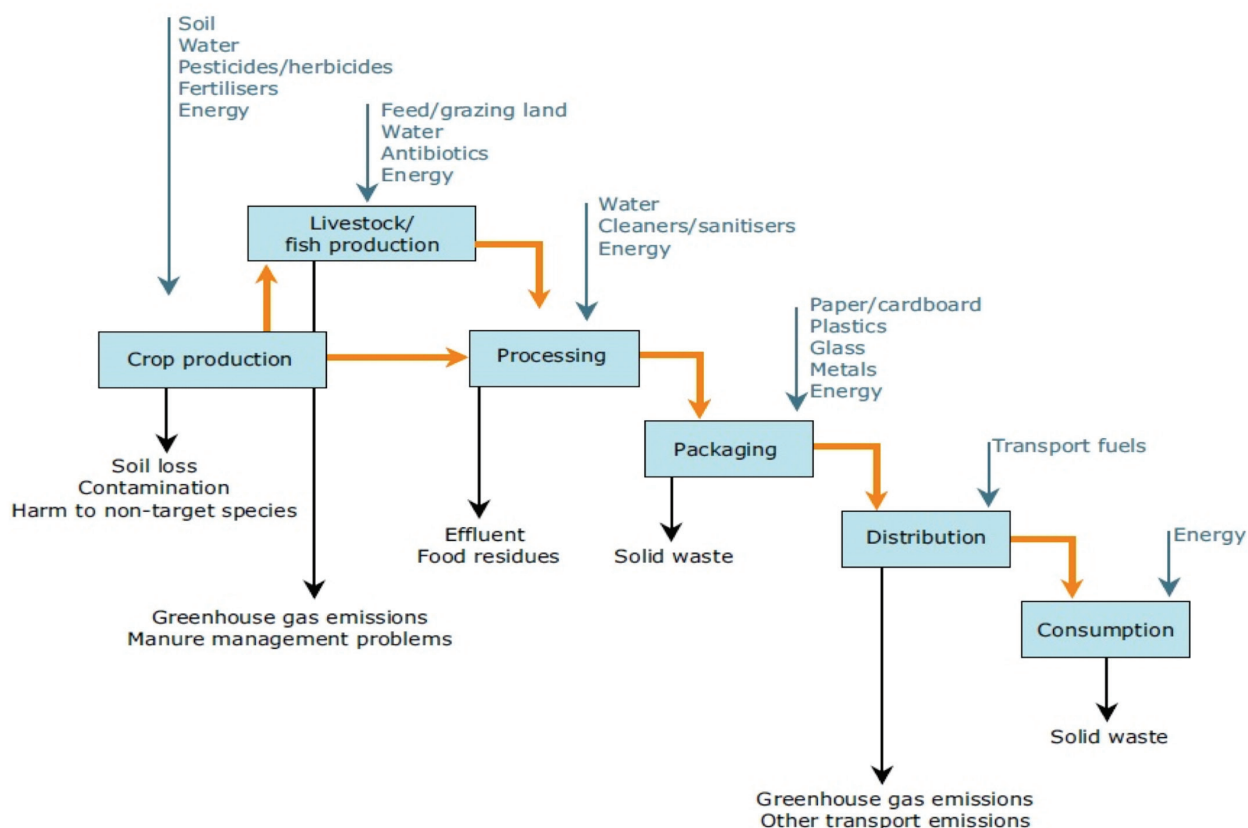 Soil
Water
Pesticides/herbicides
Fertilisers
Energy
Feed/grazing land
Water
Antibiotics
Energy
Livestock/
fish production
Water
Cleaners/sanitisers
Energy
Crop production
Processing
Paper/cardboard
Plastics
Glass
Metals
Energy
Packaging
Transport fuels
Soil loss
Contamination
Harm to non-target species
Effluent
Food residues
Solid waste
Distribution
Energy
Greenhouse gas emissions
Manure management problems
Consumption
Solid waste
Greenhouse gas emissions
Other transport emissions